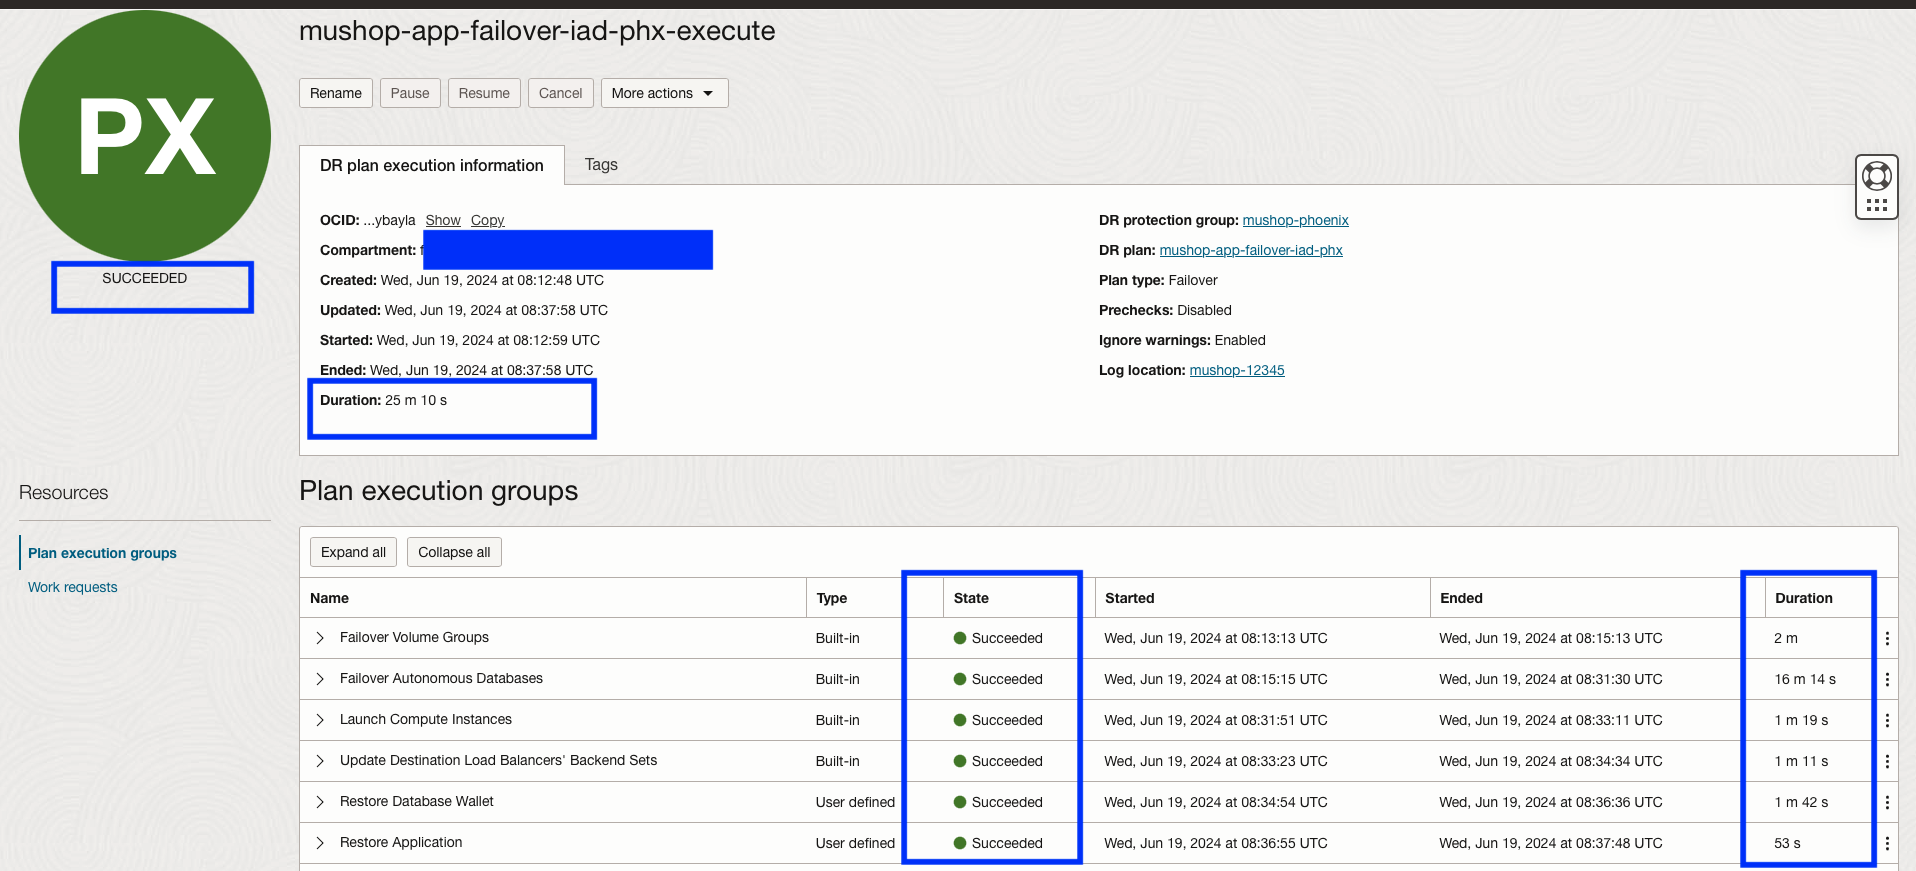 mushop-app-failover-iad-phx-execute
PX
SUCCEEDED
Rename Pause Resume Cancel More actions
DR plan execution information Tags
OCID: ...ybayla Show Copy
Compartment:
Created: Wed, Jun 19, 2024 at 08:12:48 UTC
Updated: Wed, Jun 19, 2024 at 08:37:58 UTC
Started: Wed, Jun 19, 2024 at 08:12:59 UTC
Ended: Wed, Jun 19, 2024 at 08:37:58 UTC
Duration: 25 m 10 s
DR protection group: mushop-phoenix
DR plan: mushop-app-failover-iad-phx
Plan type: Failover
Prechecks: Disabled
Ignore warnings: Enabled
Log location: mushop-12345
Resources
Plan execution groups
Work requests
Plan execution groups
Expand all Collapse all
Name Type State Started Ended Duration
Failover Volume Groups Built-in Succeeded Wed, Jun 19, 2024 at 08:13:13 UTC Wed, Jun 19, 2024 at 08:15:13 UTC 2 m
Failover Autonomous Databases Built-in Succeeded Wed, Jun 19, 2024 at 08:15:15 UTC Wed, Jun 19, 2024 at 08:31:30 UTC 16 m 14 s
Launch Compute Instances Built-in Succeeded Wed, Jun 19, 2024 at 08:31:51 UTC Wed, Jun 19, 2024 at 08:33:11 UTC 1 m 19 s
Update Destination Load Balancers' Backend Sets Built-in Succeeded Wed, Jun 19, 2024 at 08:33:23 UTC Wed, Jun 19, 2024 at 08:34:34 UTC 1 m 11 s
Restore Database Wallet User defined Succeeded Wed, Jun 19, 2024 at 08:34:54 UTC Wed, Jun 19, 2024 at 08:36:36 UTC 1 m 42 s
Restore Application User defined Succeeded Wed, Jun 19, 2024 at 08:36:55 UTC Wed, Jun 19, 2024 at 08:37:48 UTC 53 s